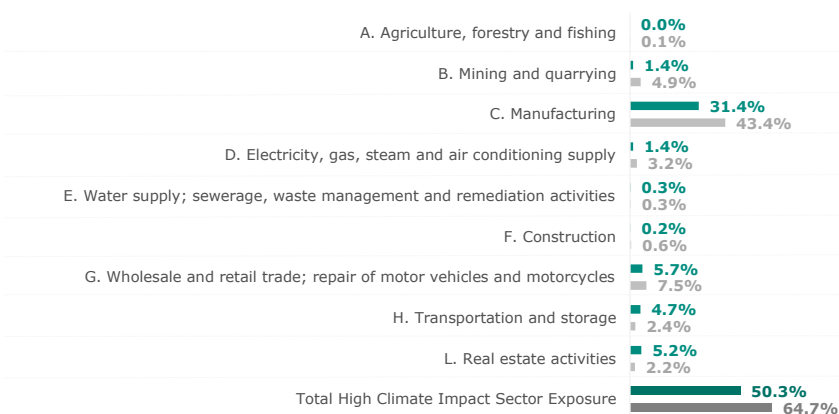 A. Agriculture, forestry and fishing
0.0%
0.1%
B. Mining and quarrying
1.4%
4.9%
C. Manufacturing
31.4%
43.4%
D. Electricity, gas, steam and air conditioning supply
1.4%
3.2%
E. Water supply; sewerage, waste management and remediation activities
0.3%
0.3%
F. Construction
0.2%
0.6%
G. Wholesale and retail trade; repair of motor vehicles and motorcycles
5.7%
7.5%
H. Transportation and storage
4.7%
2.4%
L. Real estate activities
5.2%
2.2%
Total High Climate Impact Sector Exposure
50.3%
64.7%